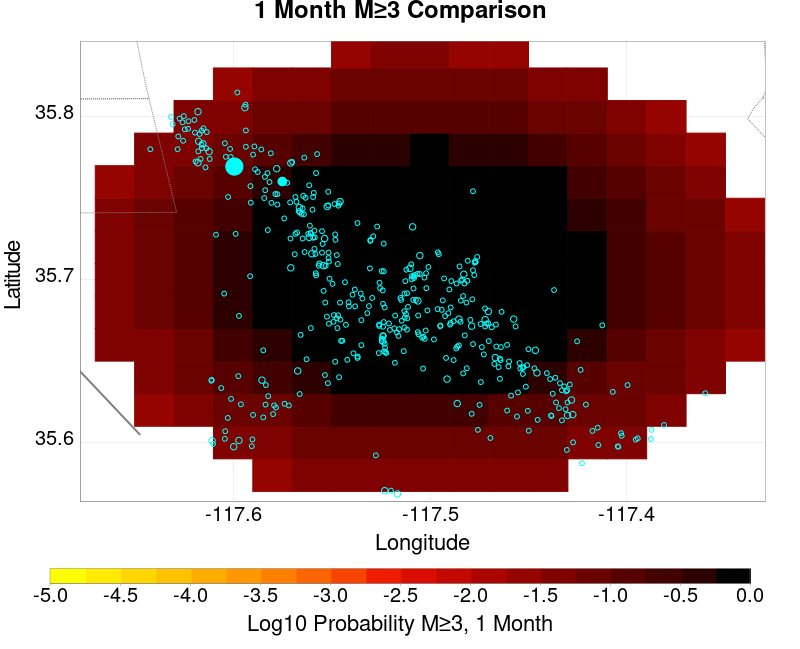 1 Month M≥3 Comparison
35.8
35.7
35.6
Latitude
-117.6 -117.5 -117.4
Longitude
-5.0 -4.5 -4.0 -3.5 -3.0 -2.5 -2.0 -1.5 -1.0 -0.5 0.0
Log10 Probability M≥3, 1 Month